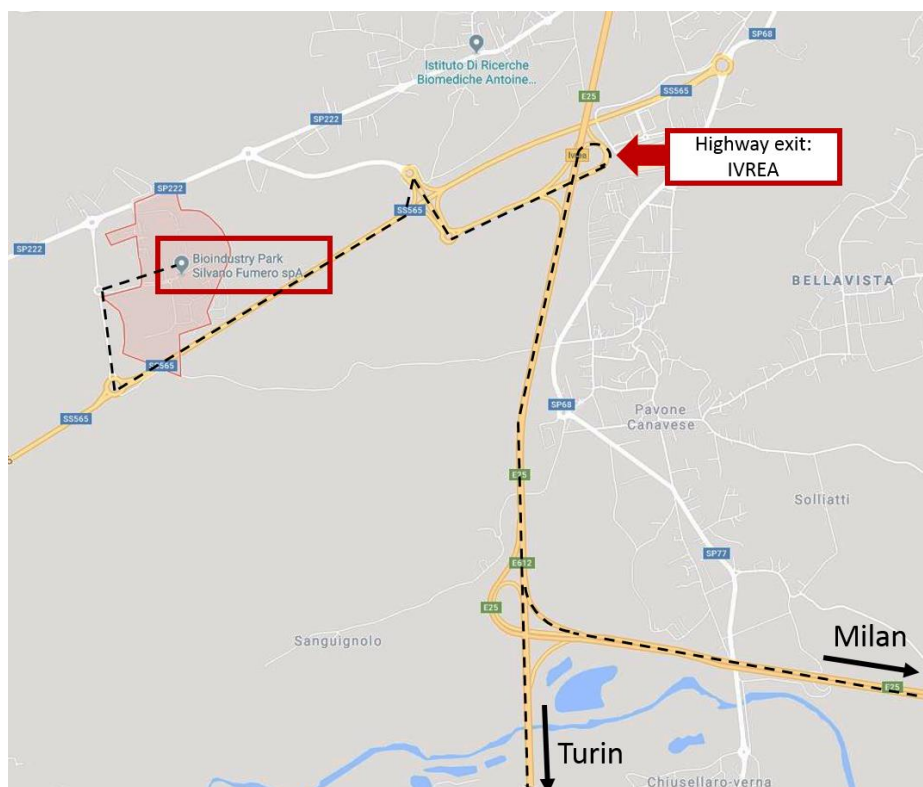 SP68
Istituto Di Ricerche
Biomediche Antoine...
E25
SS565
SP222
Ivrea
Highway exit:
IVREA
SP222
SS565
SP222
Bioindustry Park
Silvano Fumero spA
BELLAVISTA
SS565
SP68
Pavone
Canavese
SS565
E25
Solliatti
SP77
E612
E25
Sanguignolo
Milan
E25
Turin
Chiusellaro-verna